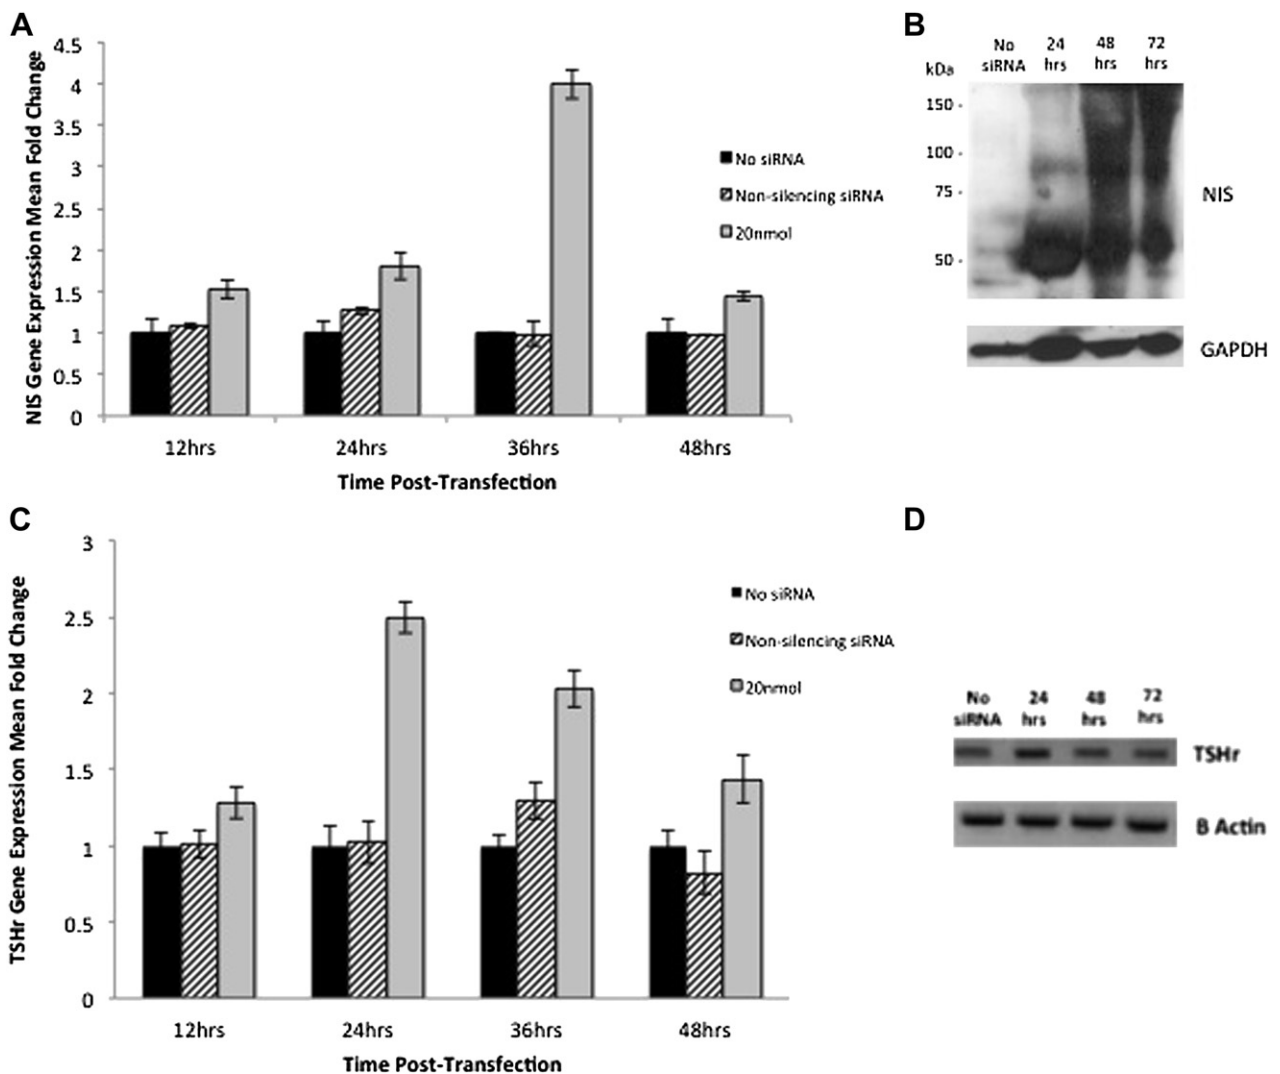 A
NIS Gene Expression Mean Fold Change
4.5
4
3.5
3
2.5
2
1.5
1
0.5
0
12hrs 24hrs 36hrs 48hrs
Time Post-Transfection
No siRNA
Non-silencing siRNA
20nmol
B
No siRNA 24 hrs 48 hrs 72 hrs
kDa
150 -
100 -
75 -
50 -
NIS
GAPDH
C
TSHr Gene Expression Mean Fold Change
3
2.5
2
1.5
1
0.5
0
12hrs 24hrs 36hrs 48hrs
Time Post-Transfection
No siRNA
Non-silencing siRNA
20nmol
D
No siRNA 24 hrs 48 hrs 72 hrs
TSHr
B Actin